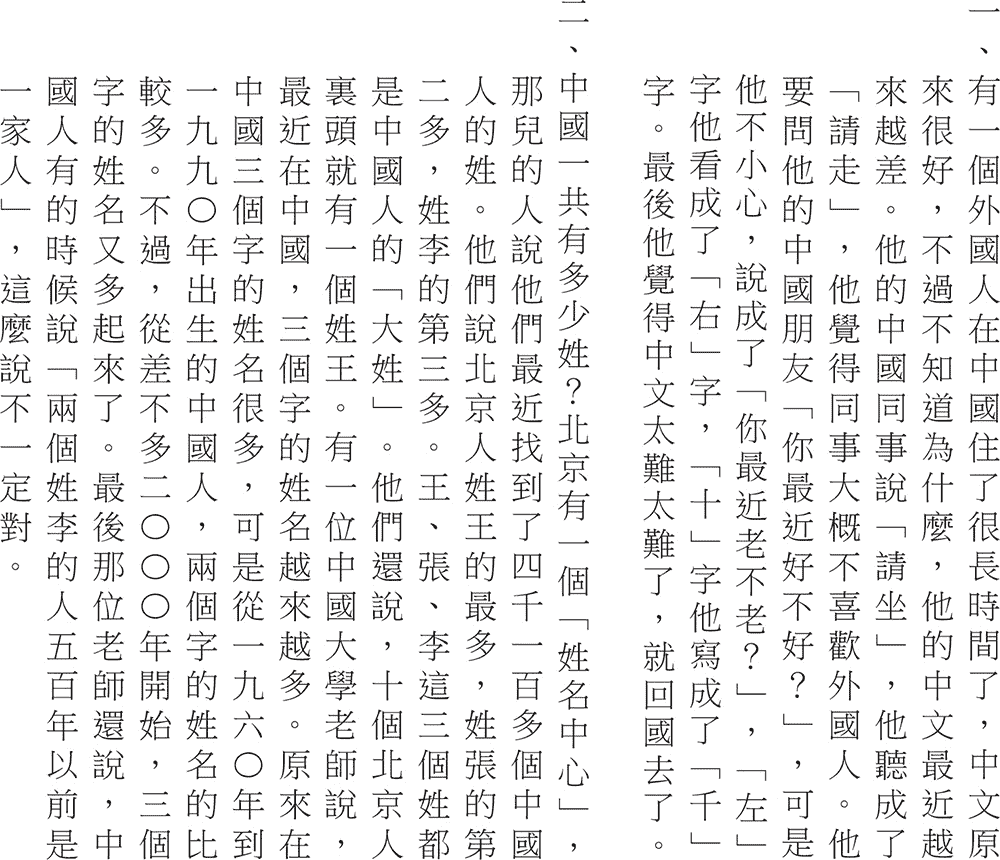 一、有一個外國人在中國住了很長時間了，中文原
來很好，不過不知道為什麼，他的中文最近越
來越差。他的中國同事說「請坐」，他聽成了
「請走」，他覺得同事大概不喜歡外國人。他
要問他的中國朋友「你最近好不好？」，可是
他不小心，說成了「你最近老不老？」，「左」
字他看成了「右」字，「十」字他寫成了「千」
字。最後他覺得中文太難太難了，就回國去了。
二、中國一共有多少姓？北京有一個「姓名中心」，
那兒的人說他們最近找到了四千一百多個中國
人的姓。他們說北京人姓王的最多，姓張的第
二多，姓李的第三多。王、張、李這三個姓都
是中國人的「大姓」。他們還說，十個北京人
裏頭就有一個姓王。有一位中國大學老師說，
最近在中國，三個字的姓名越來越多。原來在
中國三個字的姓名很多，可是從一九六〇年到
一九九〇年出生的中國人，兩個字的姓名的比
較多。不過，從差不多二〇〇〇年開始，三個
字的姓名又多起來了。最後那位老師還說，中
國人有的時候說「兩個姓李的人五百年以前是
一家人」，這麼說不一定對。